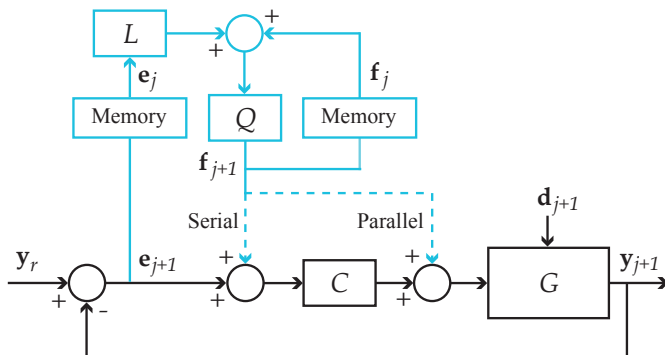 L
+
+
+
e_j
f_j
Memory
Memory
Q
f_{j+1}
Serial
Parallel
d_{j+1}
y_r
e_{j+1}
+
+
y_{j+1}
+
+
+
-
C
G